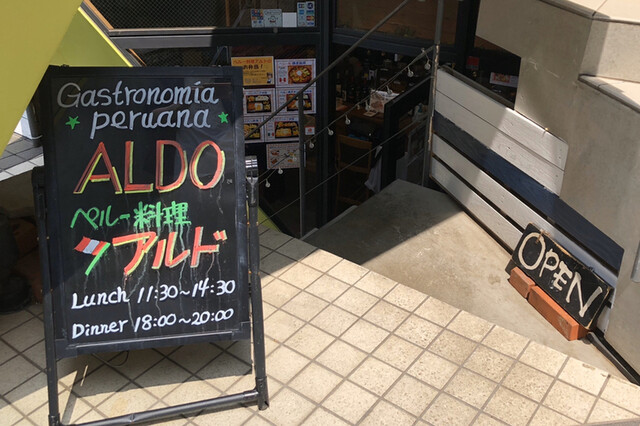 Gastronomía
peruana
ALDO
ペルー料理
アルド
Lunch 11:30~14:30
Dinner 18:00~20:00
OPEN